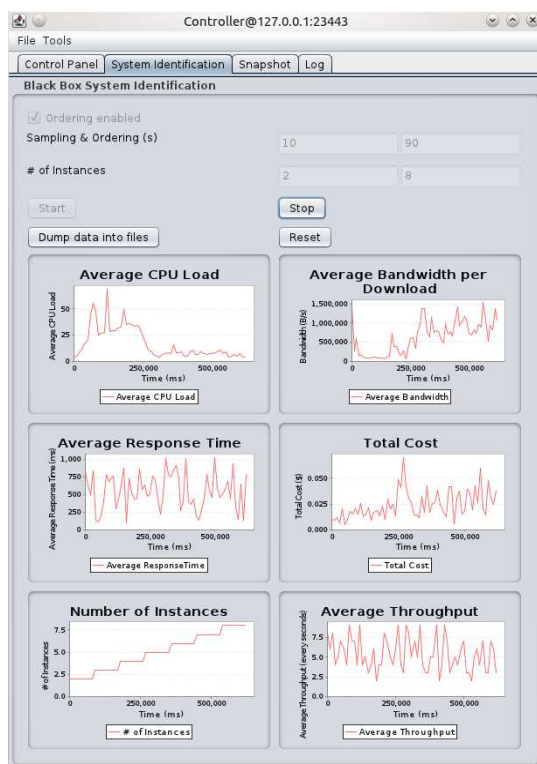 Controller@127.0.0.1:23443
File Tools
Control Panel System Identification Snapshot Log
Black Box System Identification
Ordering enabled
Sampling & Ordering (s) 10 90
# of Instances 2 8
Start Stop
Dump data into files Reset
Average CPU Load
Average CPU Load
50
25
0
0 250,000 500,000
Time (ms)
Average CPU Load
Average Bandwidth per
Download
Bandwidth (B/s)
1,500,000
1,000,000
500,000
0
0 250,000 500,000
Time (ms)
Average Bandwidth
Average Response Time
Average Response Time (ms)
1,000
750
500
250
0
0 250,000 500,000
Time (ms)
Average ResponseTime
Total Cost
Total Cost ($)
0.050
0.025
0.000
0 250,000 500,000
Time (ms)
Total Cost
Number of Instances
# of Instances
7.5
5.0
2.5
0.0
0 250,000 500,000
Time (ms)
# of Instances
Average Throughput
Average Throughput (every seconds)
7.5
5.0
2.5
0.0
0 250,000 500,000
Time (ms)
Average Throughput